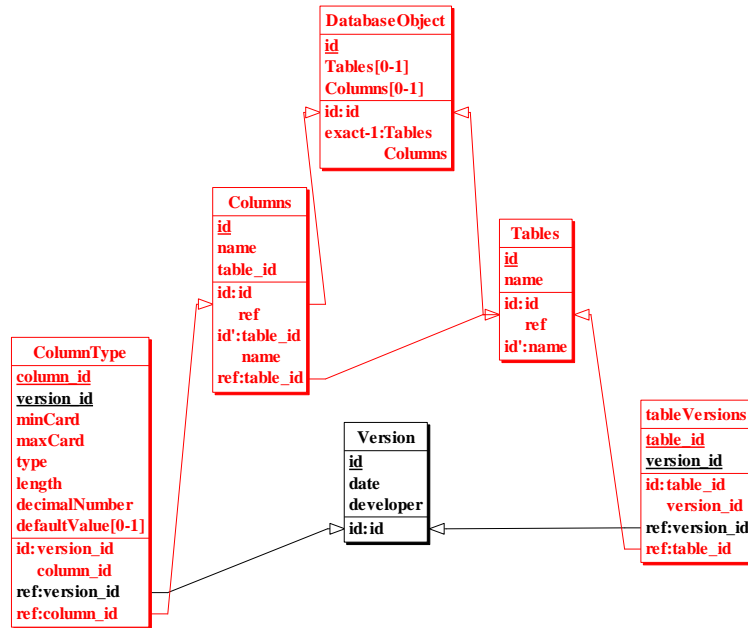 DatabaseObject
id
Tables[0-1]
Columns[0-1]
id:id
exact-1:Tables
Columns
Columns
id
name
table_id
id:id
ref
id':table_id
name
ref:table_id
Tables
id
name
id:id
ref
id':name
ColumnType
column_id
version_id
minCard
maxCard
type
length
decimalNumber
defaultValue[0-1]
id:version_id
column_id
ref:version_id
ref:column_id
Version
id
date
developer
id:id
tableVersions
table_id
version_id
id:table_id
version_id
ref:version_id
ref:table_id